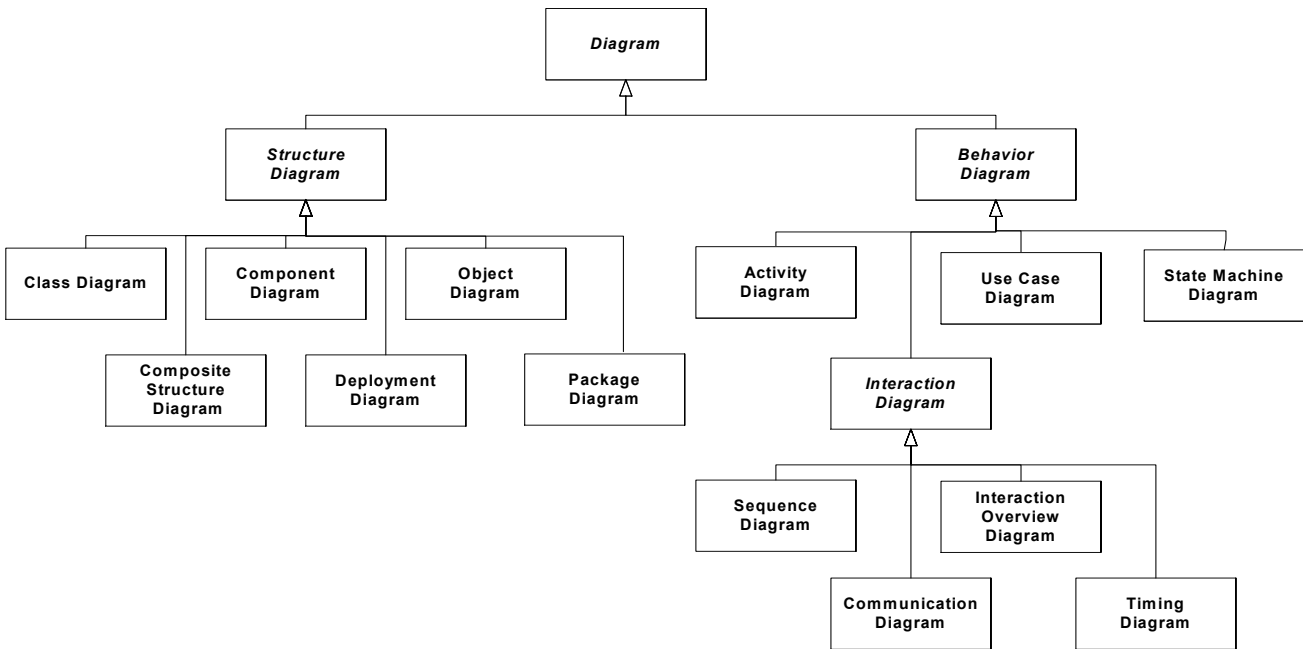 Diagram
Structure
Diagram
Behavior
Diagram
Class Diagram
Component
Diagram
Object
Diagram
Activity
Diagram
Use Case
Diagram
State Machine
Diagram
Composite
Structure
Diagram
Deployment
Diagram
Package
Diagram
Interaction
Diagram
Sequence
Diagram
Interaction
Overview
Diagram
Communication
Diagram
Timing
Diagram